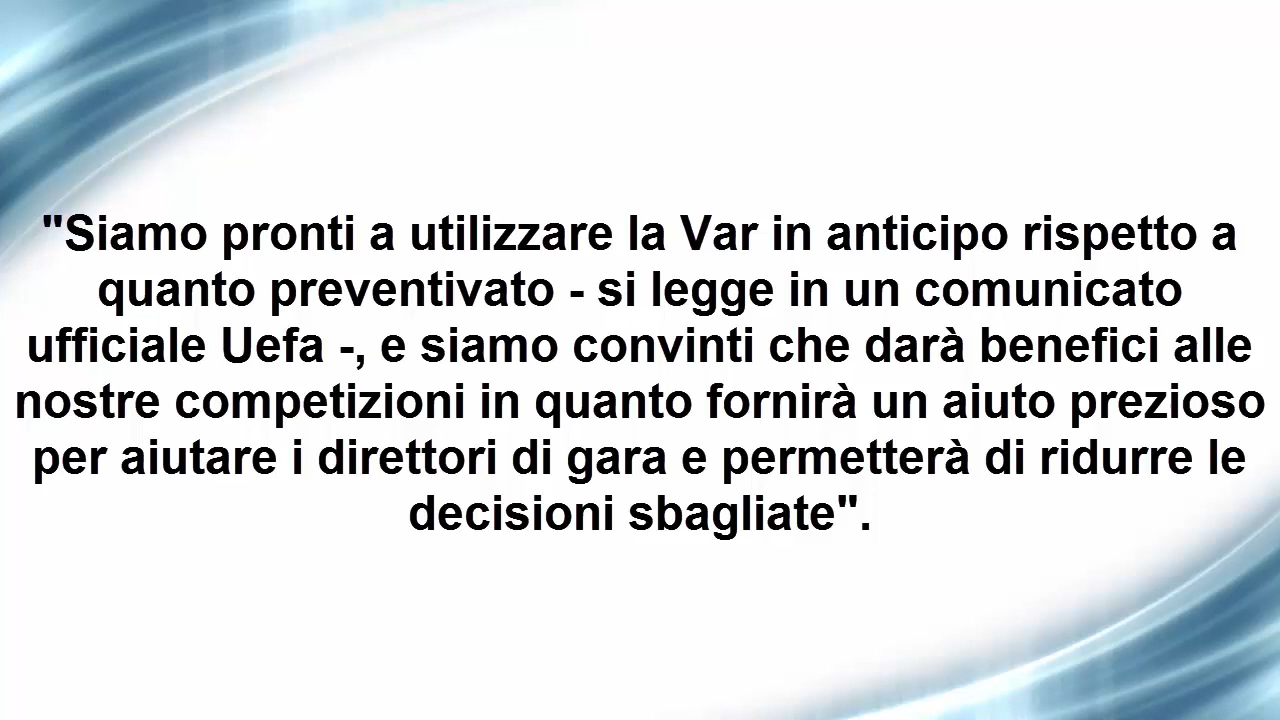 "Siamo pronti a utilizzare la Var in anticipo rispetto a
quanto preventivato - si legge in un comunicato
ufficiale Uefa -, e siamo convinti che darà benefici alle
nostre competizioni in quanto fornirà un aiuto prezioso
per aiutare i direttori di gara e permetterà di ridurre le
decisioni sbagliate".